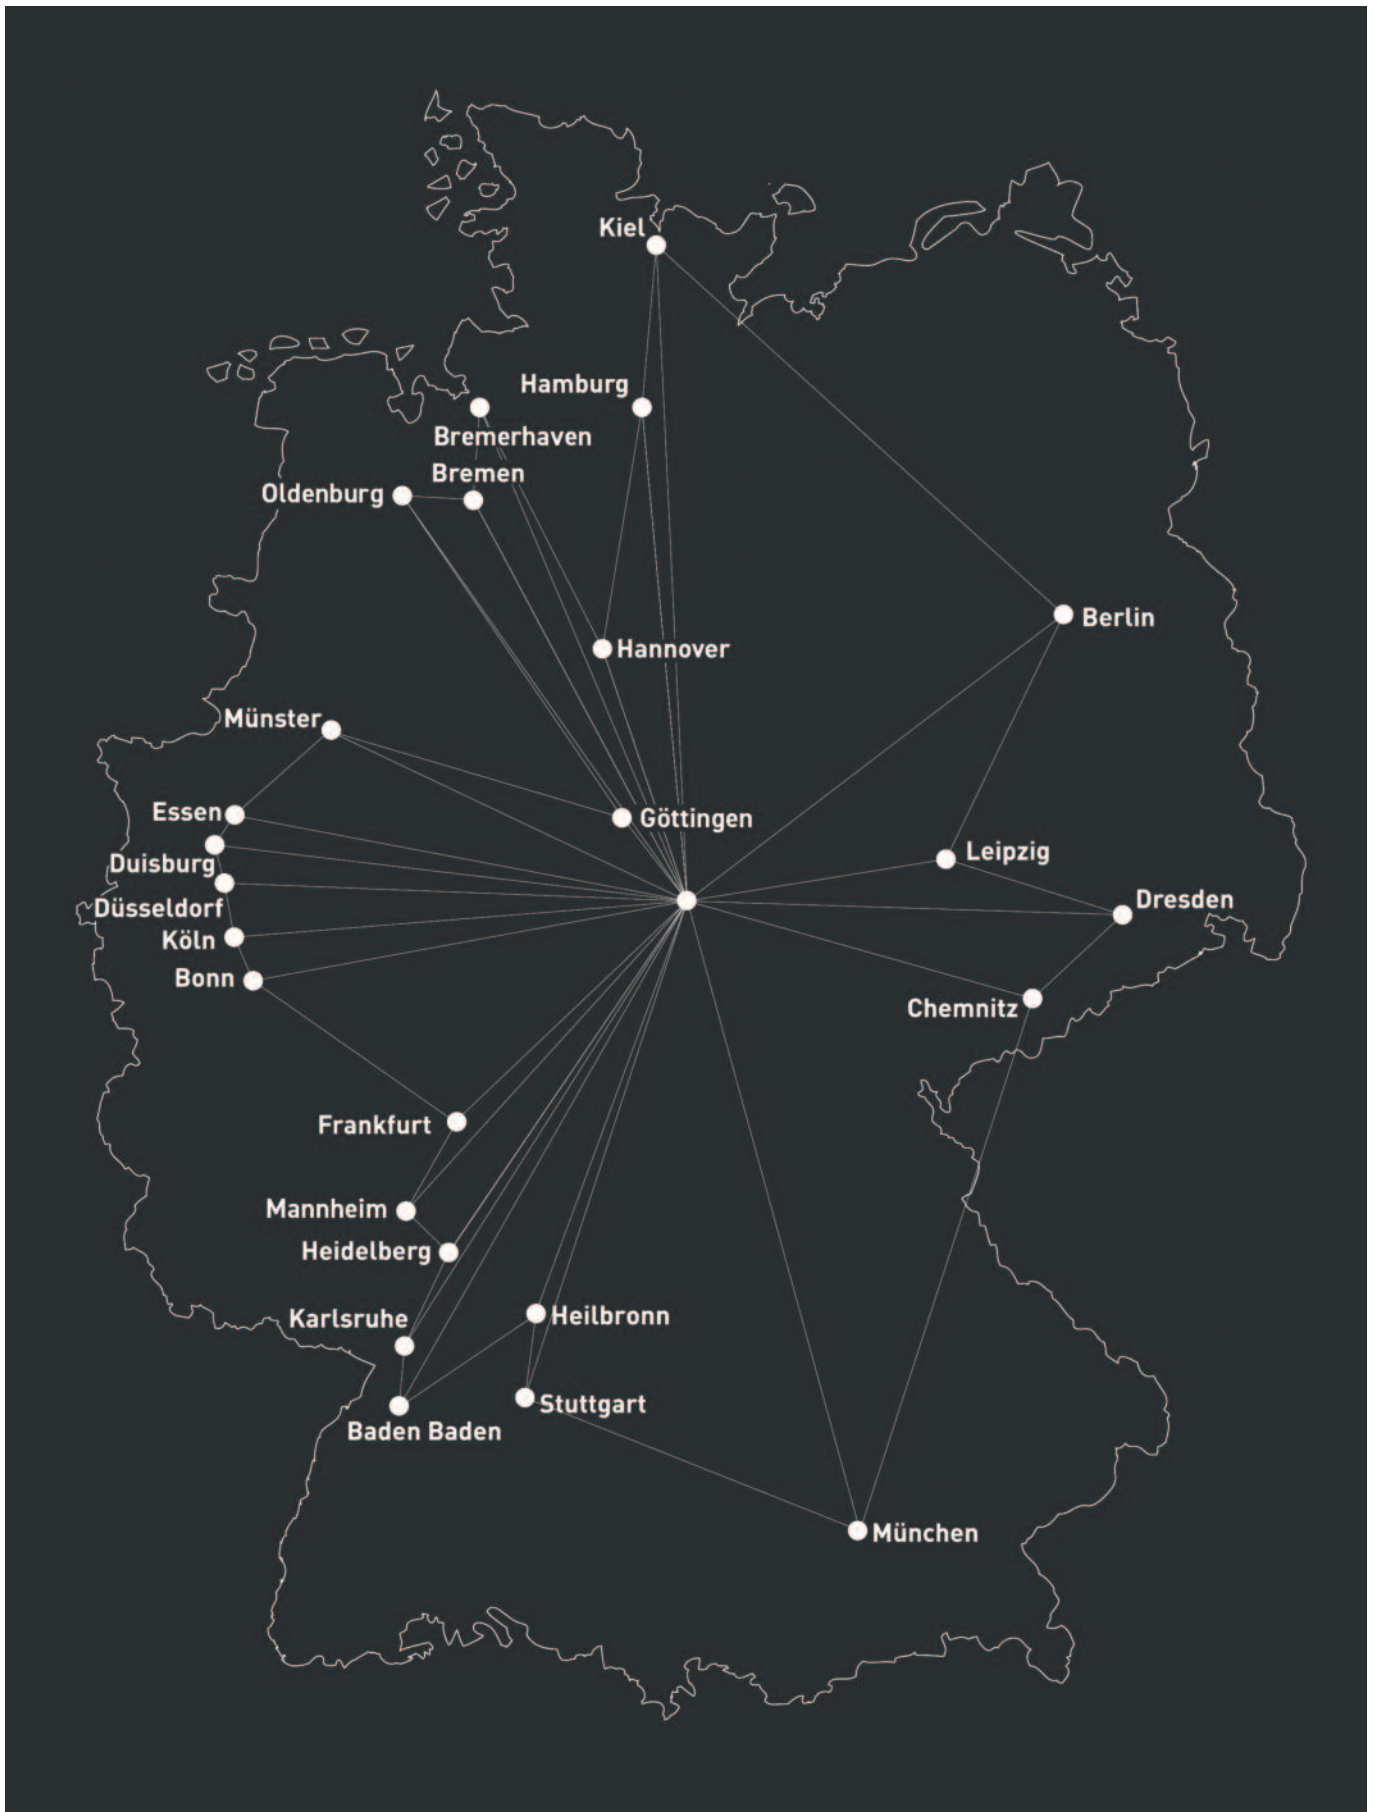 Kiel
Hamburg
Bremerhaven
Bremen
Oldenburg
Berlin
Hannover
Münster
Essen
Göttingen
Leipzig
Duisburg
Dresden
Düsseldorf
Köln
Bonn
Chemnitz
Frankfurt
Mannheim
Heidelberg
Karlsruhe
Heilbronn
Stuttgart
Baden Baden
München